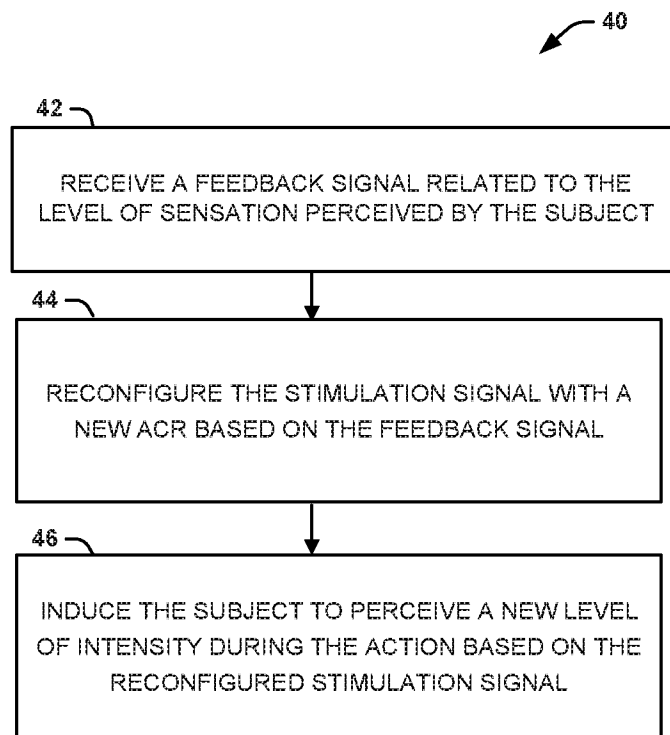 40
42
RECEIVE A FEEDBACK SIGNAL RELATED TO THE
LEVEL OF SENSATION PERCEIVED BY THE SUBJECT
44
RECONFIGURE THE STIMULATION SIGNAL WITH A
NEW ACR BASED ON THE FEEDBACK SIGNAL
46
INDUCE THE SUBJECT TO PERCEIVE A NEW LEVEL
OF INTENSITY DURING THE ACTION BASED ON THE
RECONFIGURED STIMULATION SIGNAL